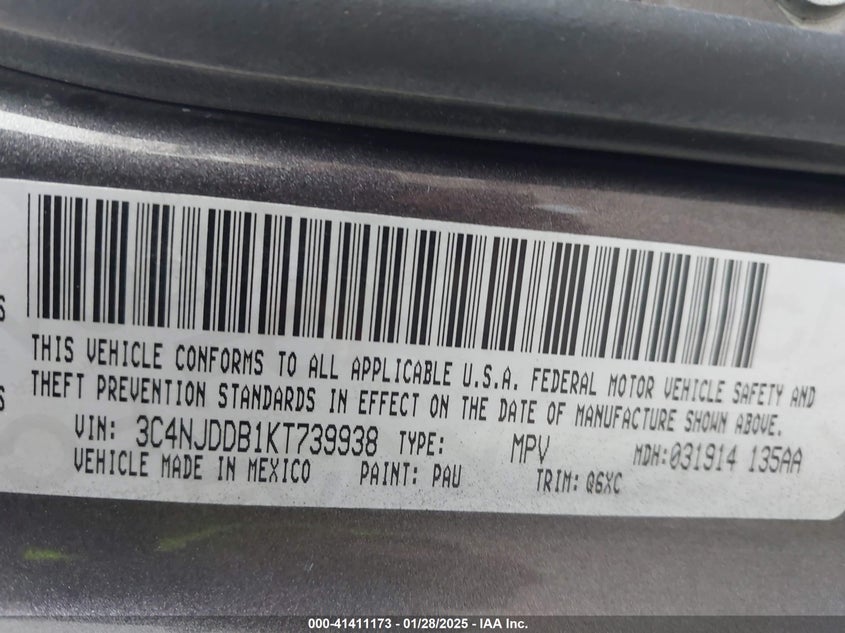 THIS VEHICLE CONFORMS TO ALL APPLICABLE U.S.A. FEDERAL MOTOR VEHICLE SAFETY AND
THEFT PREVENTION STANDARDS IN EFFECT ON THE DATE OF MANUFACTURE SHOWN ABOVE.
VIN: 3C4NJDDB1KT739938 TYPE: MPV MDH:031914 135AA
VEHICLE MADE IN MEXICO PAINT: PAU TRIM: Q6XC
S
S
000-41411173 - 01/28/2025 - IAA Inc.